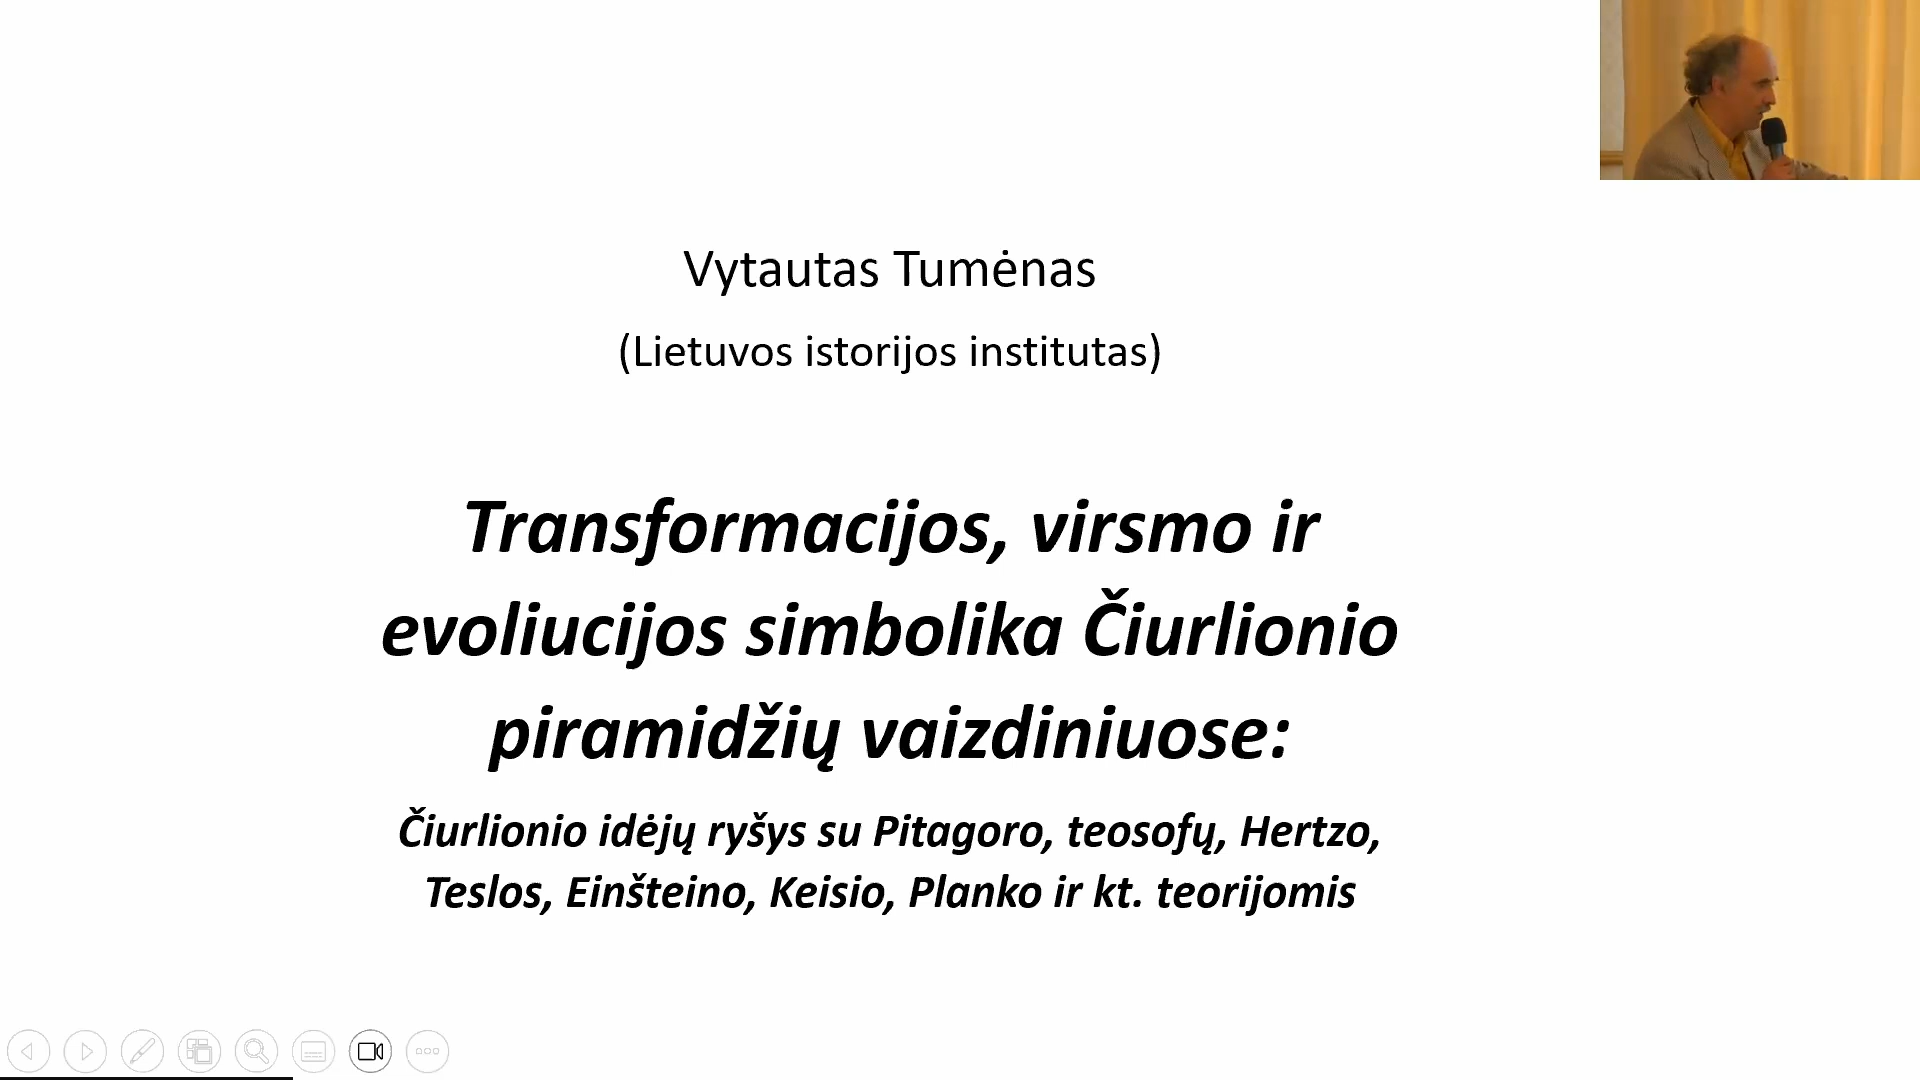 Vytautas Tumėnas
(Lietuvos istorijos institutas)
Transformacijos, virsmo ir
evoliucijos simbolika Čiurlionio
piramidžių vaizdiniuose:
Čiurlionio idėjų ryšys su Pitagoro, teosofų, Hertzo,
Teslos, Einšteino, Keisio, Planko ir kt. teorijomis